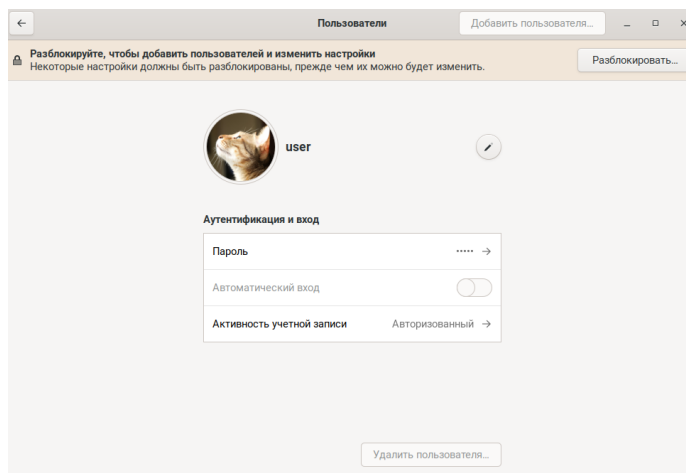 Пользователи
Добавить пользователя...
Разблокируйте, чтобы добавить пользователей и изменить настройки
Некоторые настройки должны быть разблокированы, прежде чем их можно будет изменить.
Разблокировать...
user
Аутентификация и вход
Пароль
•••••
Автоматический вход
Активность учетной записи
Авторизованный
Удалить пользователя...